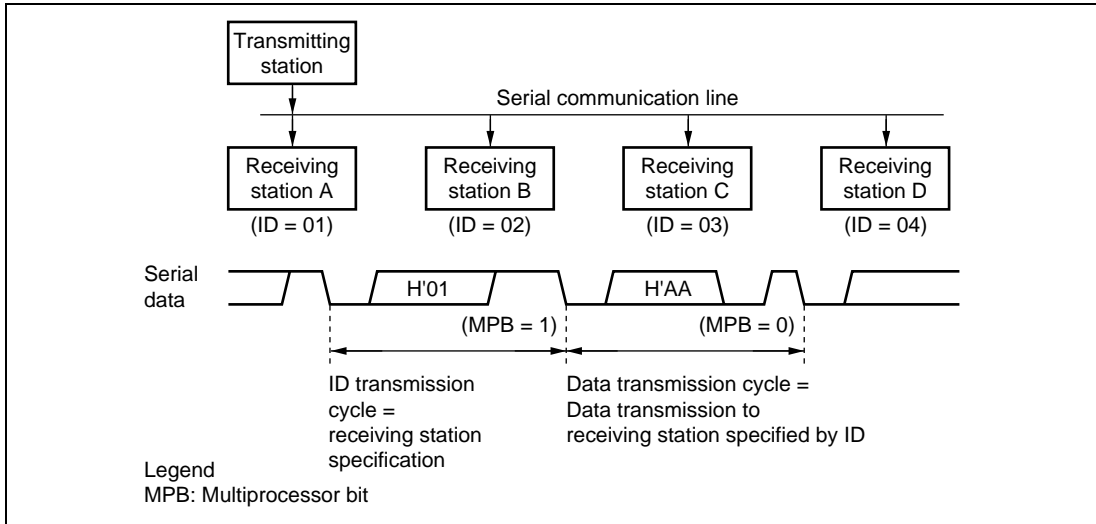 Transmitting
station
Serial communication line
Receiving
station A
Receiving
station B
Receiving
station C
Receiving
station D
(ID = 01)
(ID = 02)
(ID = 03)
(ID = 04)
Serial
data
H'01
H'AA
(MPB = 1)
(MPB = 0)
ID transmission
cycle =
receiving station
specification
Data transmission cycle =
Data transmission to
receiving station specified by ID
Legend
MPB: Multiprocessor bit